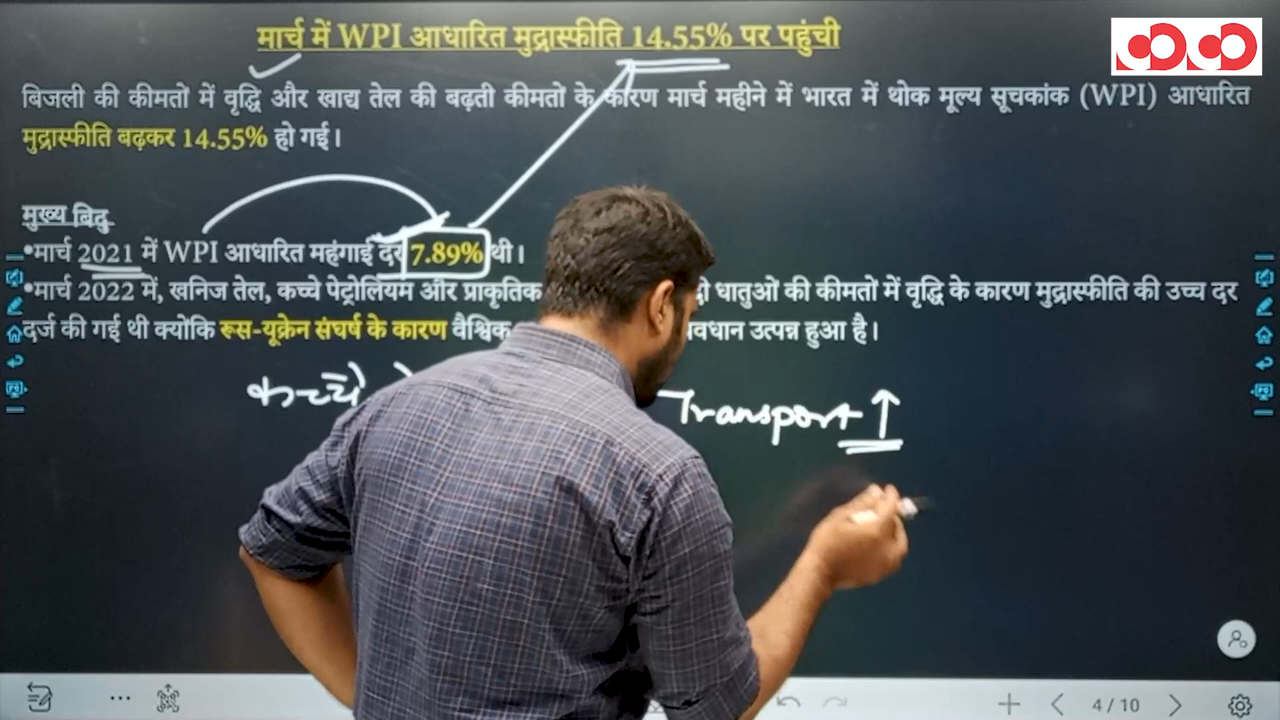 मार्च में WPI आधारित मुद्रास्फीति 14.55% पर पहुंची
बिजली की कीमतों में वृद्धि और खाद्य तेल की बढ़ती कीमतों के कारण मार्च महीने में भारत में थोक मूल्य सूचकांक (WPI) आधारित
मुद्रास्फीति बढ़कर 14.55% हो गई।
मुख्य बिंदु
•मार्च 2021 में WPI आधारित महंगाई दर 7.89% थी।
•मार्च 2022 में, खनिज तेल, कच्चे पेट्रोलियम और प्राकृतिक धातुओं की कीमतों में वृद्धि के कारण मुद्रास्फीति की उच्च दर
दर्ज की गई थी क्योंकि रूस-यूक्रेन संघर्ष के कारण वैश्विक उत्पन्न हुआ है।
कच्चे Transport ↑
4 / 10